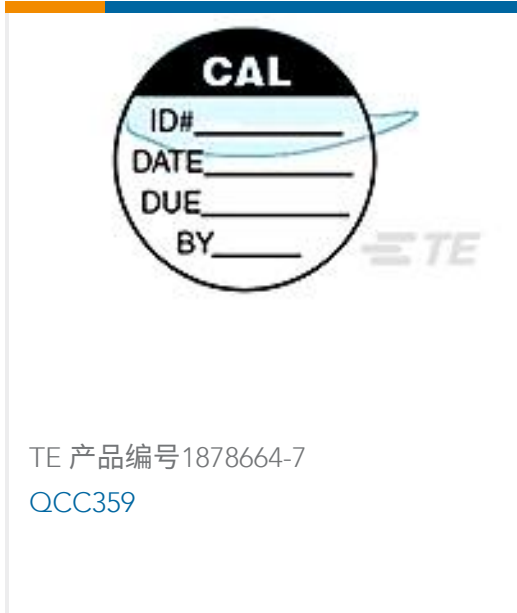 CAL
ID#
DATE
DUE
BY
TE
TE 产品编号1878664-7
QCC359